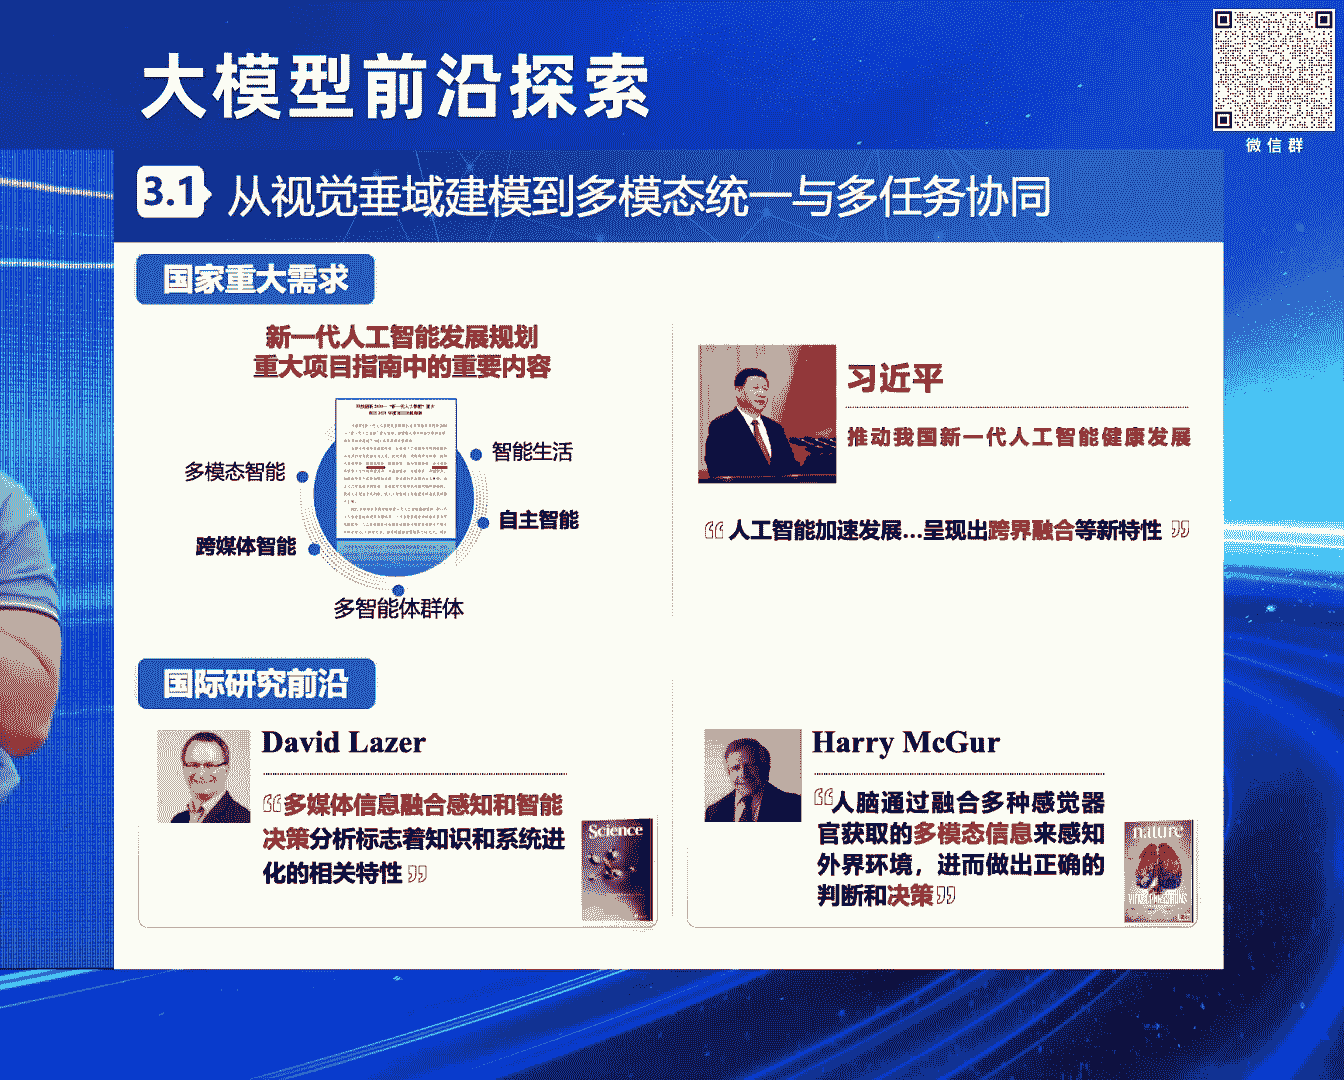 大模型前沿探索
微信群
3.1 从视觉垂域建模到多模态统一与多任务协同
国家重大需求
新一代人工智能发展规划
重大项目指南中的重要内容
多模态智能
跨媒体智能
多智能体群体
自主智能
智能生活
习近平
推动我国新一代人工智能健康发展
“人工智能加速发展...呈现出跨界融合等新特性”
国际研究前沿
David Lazer
“多媒体信息融合感知和智能
决策分析标志着知识和系统进
化的相关特性”
Science
Harry McGur
“人脑通过融合多种感觉器
官获取的多模态信息来感知
外界环境，进而做出正确的
判断和决策”
nature